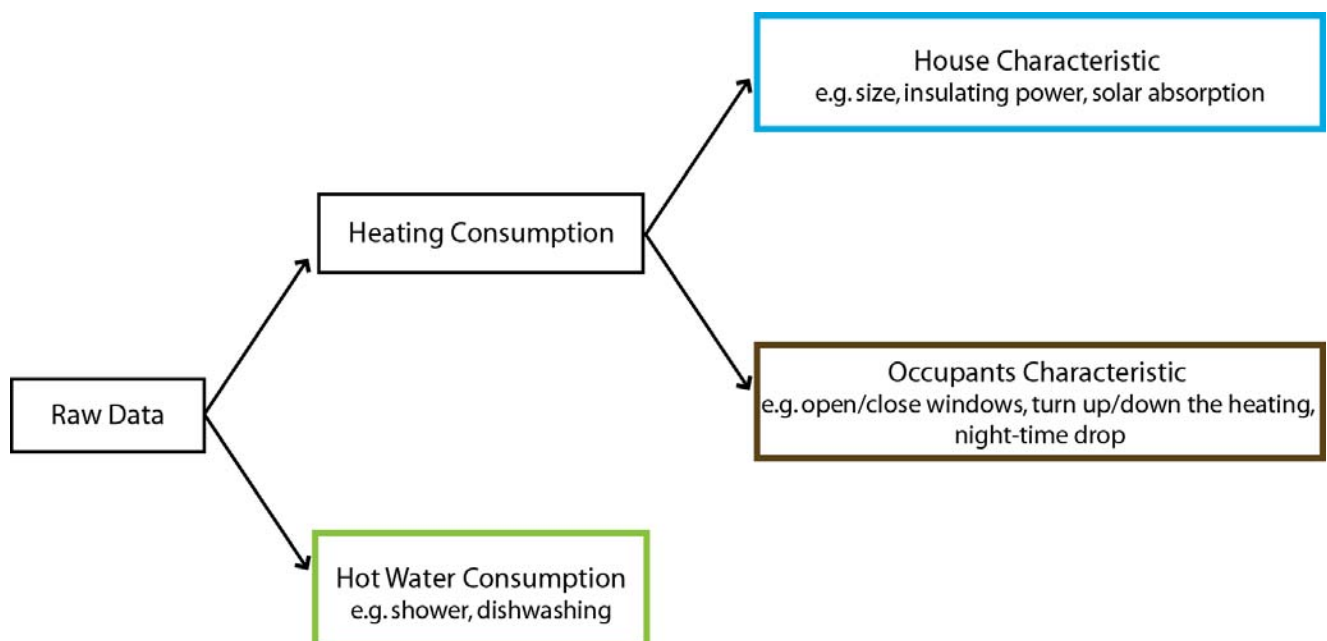 House Characteristic
e.g. size, insulating power, solar absorption
Heating Consumption
Occupants Characteristic
e.g. open/close windows, turn up/down the heating,
night-time drop
Raw Data
Hot Water Consumption
e.g. shower, dishwashing